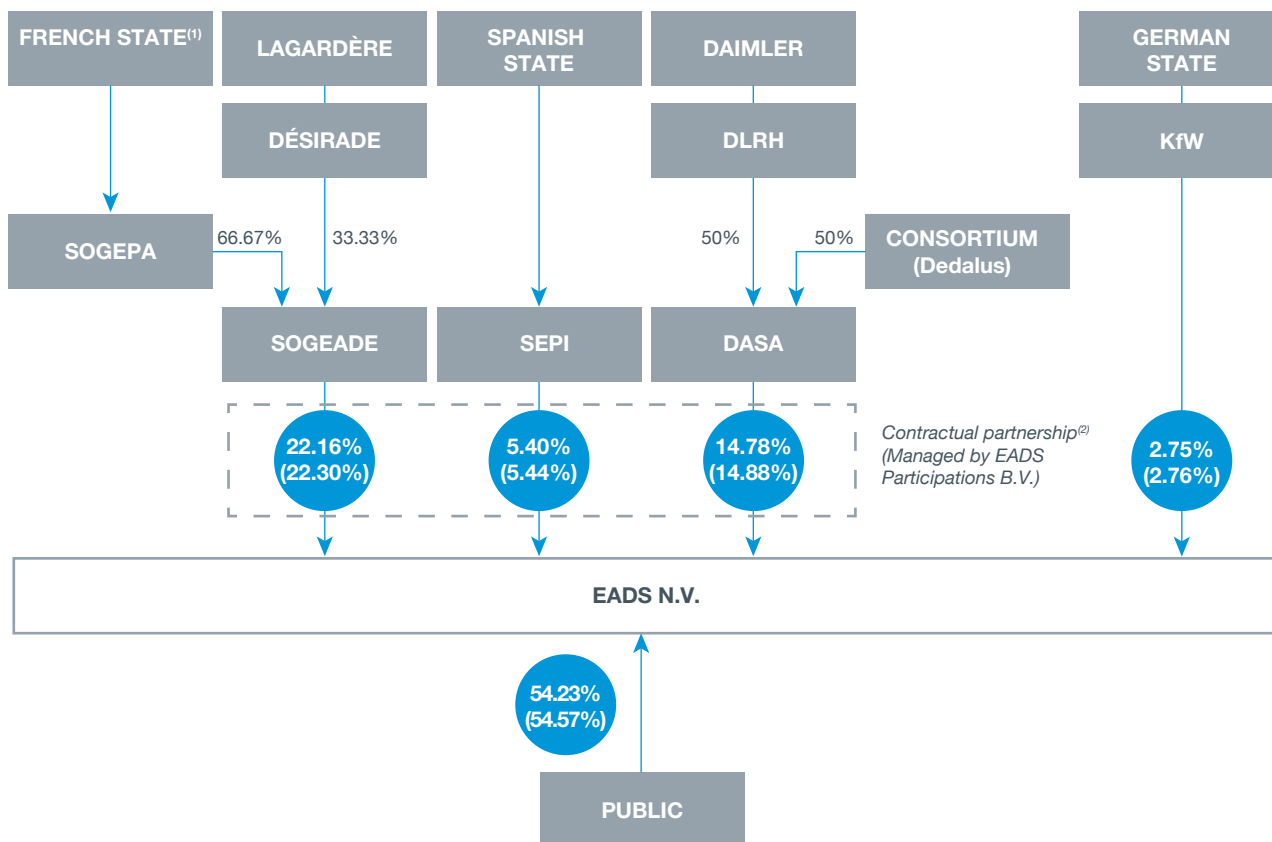 FRENCH STATE(1)
LAGARDÈRE
SPANISH
STATE
DAIMLER
GERMAN
STATE
DÉSIRADE
DLRH
KfW
SOGEPA
66.67%
33.33%
50%
50%
CONSORTIUM
(Dedalus)
SOGEADE
SEPI
DASA
22.16%
(22.30%)
5.40%
(5.44%)
14.78%
(14.88%)
Contractual partnership(2)
(Managed by EADS
Participations B.V.)
2.75%
(2.76%)
EADS N.V.
54.23%
(54.57%)
PUBLIC